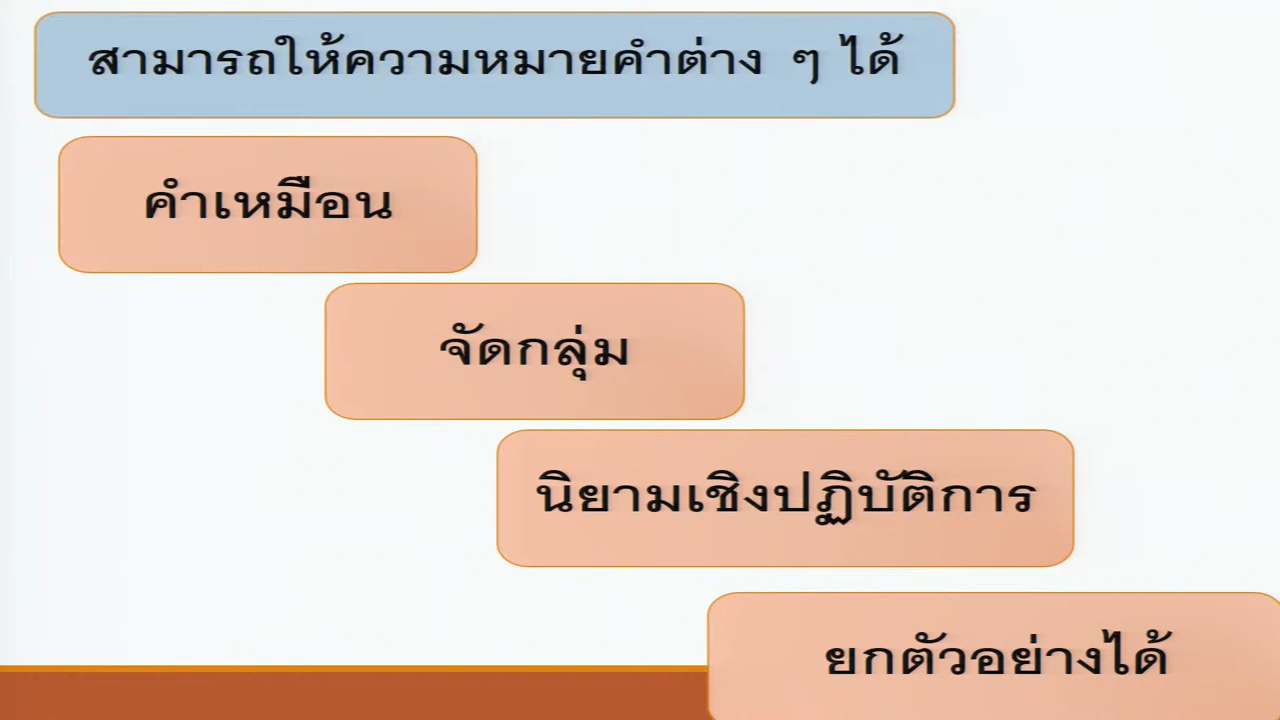 สามารถให้ความหมายคำต่าง ๆ ได้
คำเหมือน
จัดกลุ่ม
นิยามเชิงปฏิบัติการ
ยกตัวอย่างได้